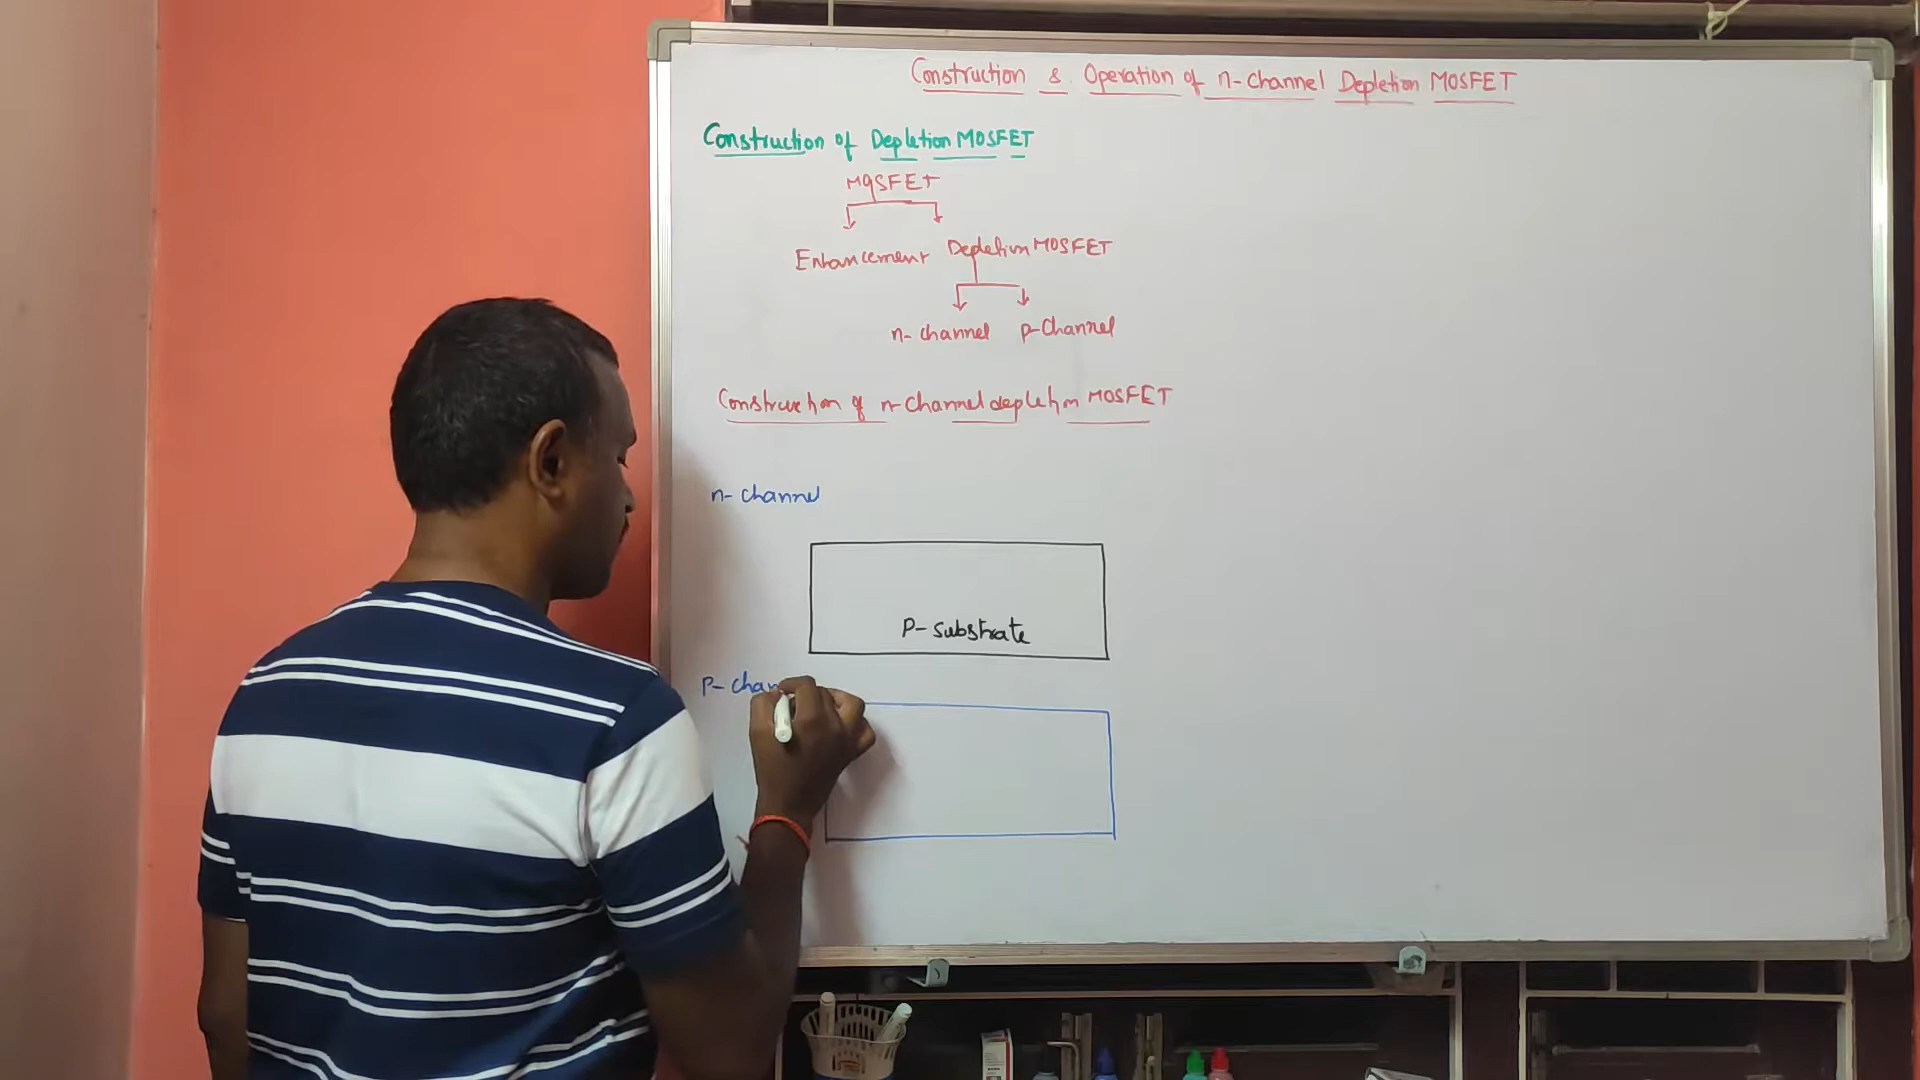 Construction & Operation of n-channel Depletion MOSFET
Construction of Depletion MOSFET
MOSFET
Enhancement Depletion MOSFET
n-channel p-channel
Construction of n-channel depletion MOSFET
n-channel
P-substrate
P-chan